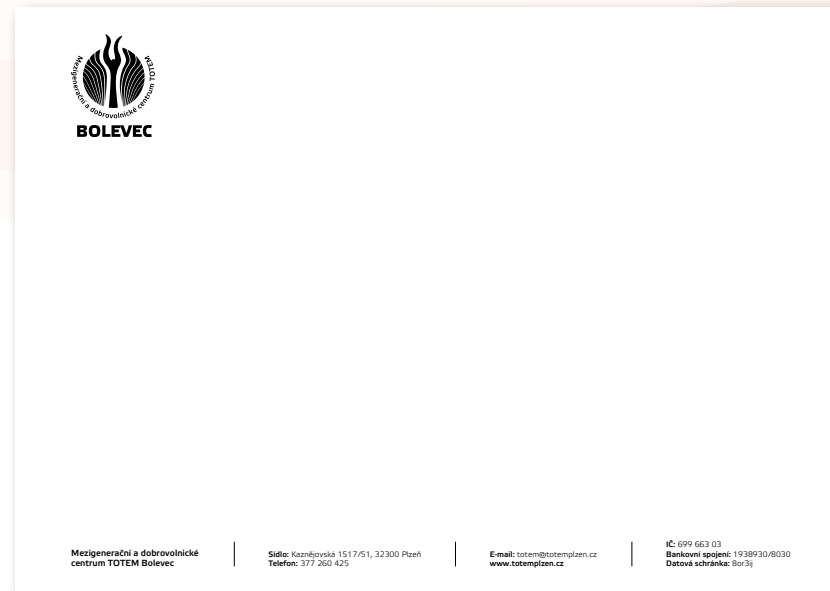 Mezigenerační a dobrovolnické centrum TOTEM
BOLEVEC
Mezigenerační a dobrovolnické
centrum TOTEM Bolevec
Sídlo: Kaznějovská 1517/51, 32300 Plzeň
Telefon: 377 260 425
E-mail: totem@totemplzen.cz
www.totemplzen.cz
IČ: 699 663 03
Bankovní spojení: 1938930/8030
Datová schránka: 8or3ij